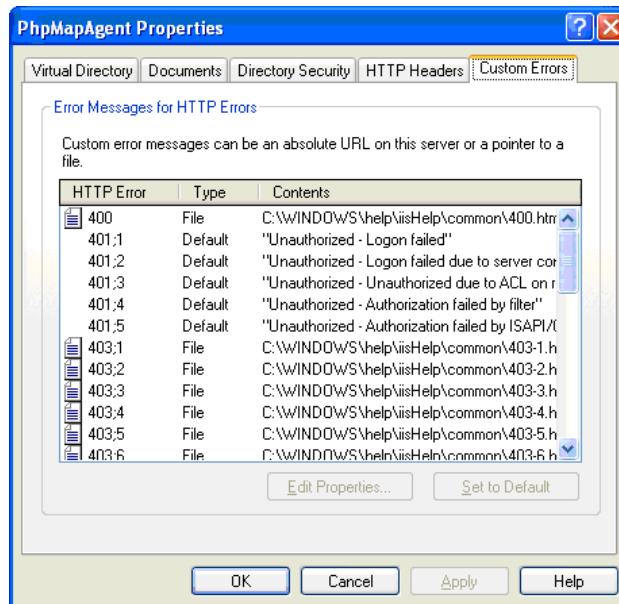 PhpMapAgent Properties
Virtual Directory Documents Directory Security HTTP Headers Custom Errors
Error Messages for HTTP Errors
Custom error messages can be an absolute URL on this server or a pointer to a
file.
HTTP Error Type Contents
400 File C:\WINDOWS\help\iisHelp\common\400.htm
401;1 Default "Unauthorized - Logon failed"
401;2 Default "Unauthorized - Logon failed due to server cor
401;3 Default "Unauthorized - Unauthorized due to ACL on r
401;4 Default "Unauthorized - Authorization failed by filter"
401;5 Default "Unauthorized - Authorization failed by ISAPI/C
403;1 File C:\WINDOWS\help\iisHelp\common\403-1.h
403;2 File C:\WINDOWS\help\iisHelp\common\403-2.h
403;3 File C:\WINDOWS\help\iisHelp\common\403-3.h
403;4 File C:\WINDOWS\help\iisHelp\common\403-4.h
403;5 File C:\WINDOWS\help\iisHelp\common\403-5.h
403;6 File C:\WINDOWS\help\iisHelp\common\403-6.h
Edit Properties... Set to Default
OK Cancel Apply Help